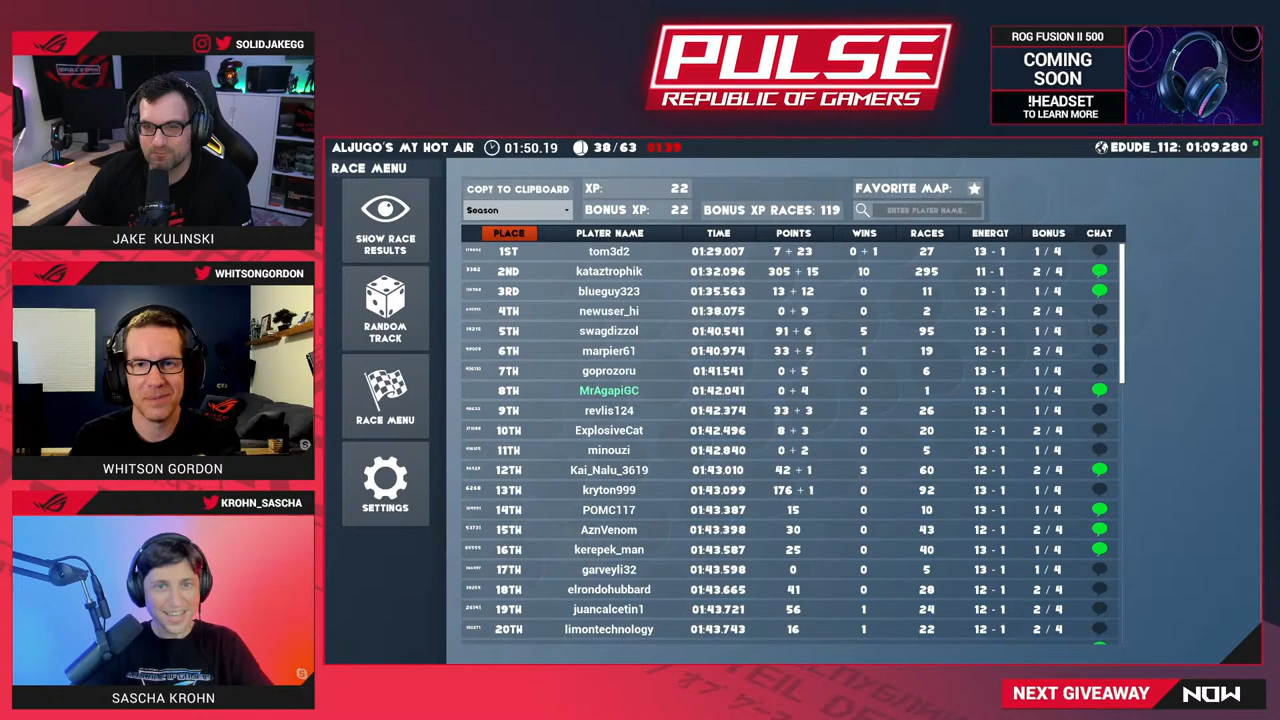 SOLIDJAKEGG
JAKE KULINSKI
WHITSONGORDON
WHITSON GORDON
KROHN_SASCHA
SASCHA KROHN
PULSE
REPUBLIC OF GAMERS
ROG FUSION II 500
COMING
SOON
!HEADSET
TO LEARN MORE
ALJUGO'S MY HOT AIR 01:50.19 38/63 01:39 EDUDE_112: 01:09.280
RACE MENU
SHOW RACE
RESULTS
RANDOM
TRACK
RACE MENU
SETTINGS
COPY TO CLIPBOARD XP: 22 FAVORITE MAP:
Season BONUS XP: 22 BONUS XP RACES: 119 ENTER PLAYER NAME...
PLACE PLAYER NAME TIME POINTS WINS RACES ENERGY BONUS CHAT
1ST tom3d2 01:29.007 7 + 23 0 + 1 27 13 - 1 1 / 4
2ND kataztrophik 01:32.096 305 + 15 10 295 11 - 1 2 / 4
3RD blueguy323 01:35.563 13 + 12 0 11 13 - 1 1 / 4
4TH newuser_hi 01:38.075 0 + 9 0 2 12 - 1 2 / 4
5TH swagdizzol 01:40.541 91 + 6 5 95 13 - 1 1 / 4
6TH marpier61 01:40.974 33 + 5 1 19 12 - 1 2 / 4
7TH goprozoru 01:41.541 0 + 5 0 6 13 - 1 1 / 4
8TH MrAgapiGC 01:42.041 0 + 4 0 1 13 - 1 1 / 4
9TH revlis124 01:42.374 33 + 3 2 26 13 - 1 1 / 4
10TH ExplosiveCat 01:42.496 8 + 3 0 20 12 - 1 2 / 4
11TH minouzi 01:42.840 0 + 2 0 5 13 - 1 1 / 4
12TH Kai_Nalu_3619 01:43.010 42 + 1 3 60 12 - 1 2 / 4
13TH kryton999 01:43.099 176 + 1 0 92 13 - 1 1 / 4
14TH POMC117 01:43.387 15 0 10 13 - 1 1 / 4
15TH AznVenom 01:43.398 30 0 43 12 - 1 2 / 4
16TH kerepek_man 01:43.587 25 0 40 13 - 1 1 / 4
17TH garveyli32 01:43.598 0 0 5 13 - 1 1 / 4
18TH elrondohubbard 01:43.665 41 0 28 12 - 1 2 / 4
19TH juancalcetin1 01:43.721 56 1 24 12 - 1 2 / 4
20TH limontechnology 01:43.743 16 1 22 12 - 1 2 / 4
NEXT GIVEAWAY NOW